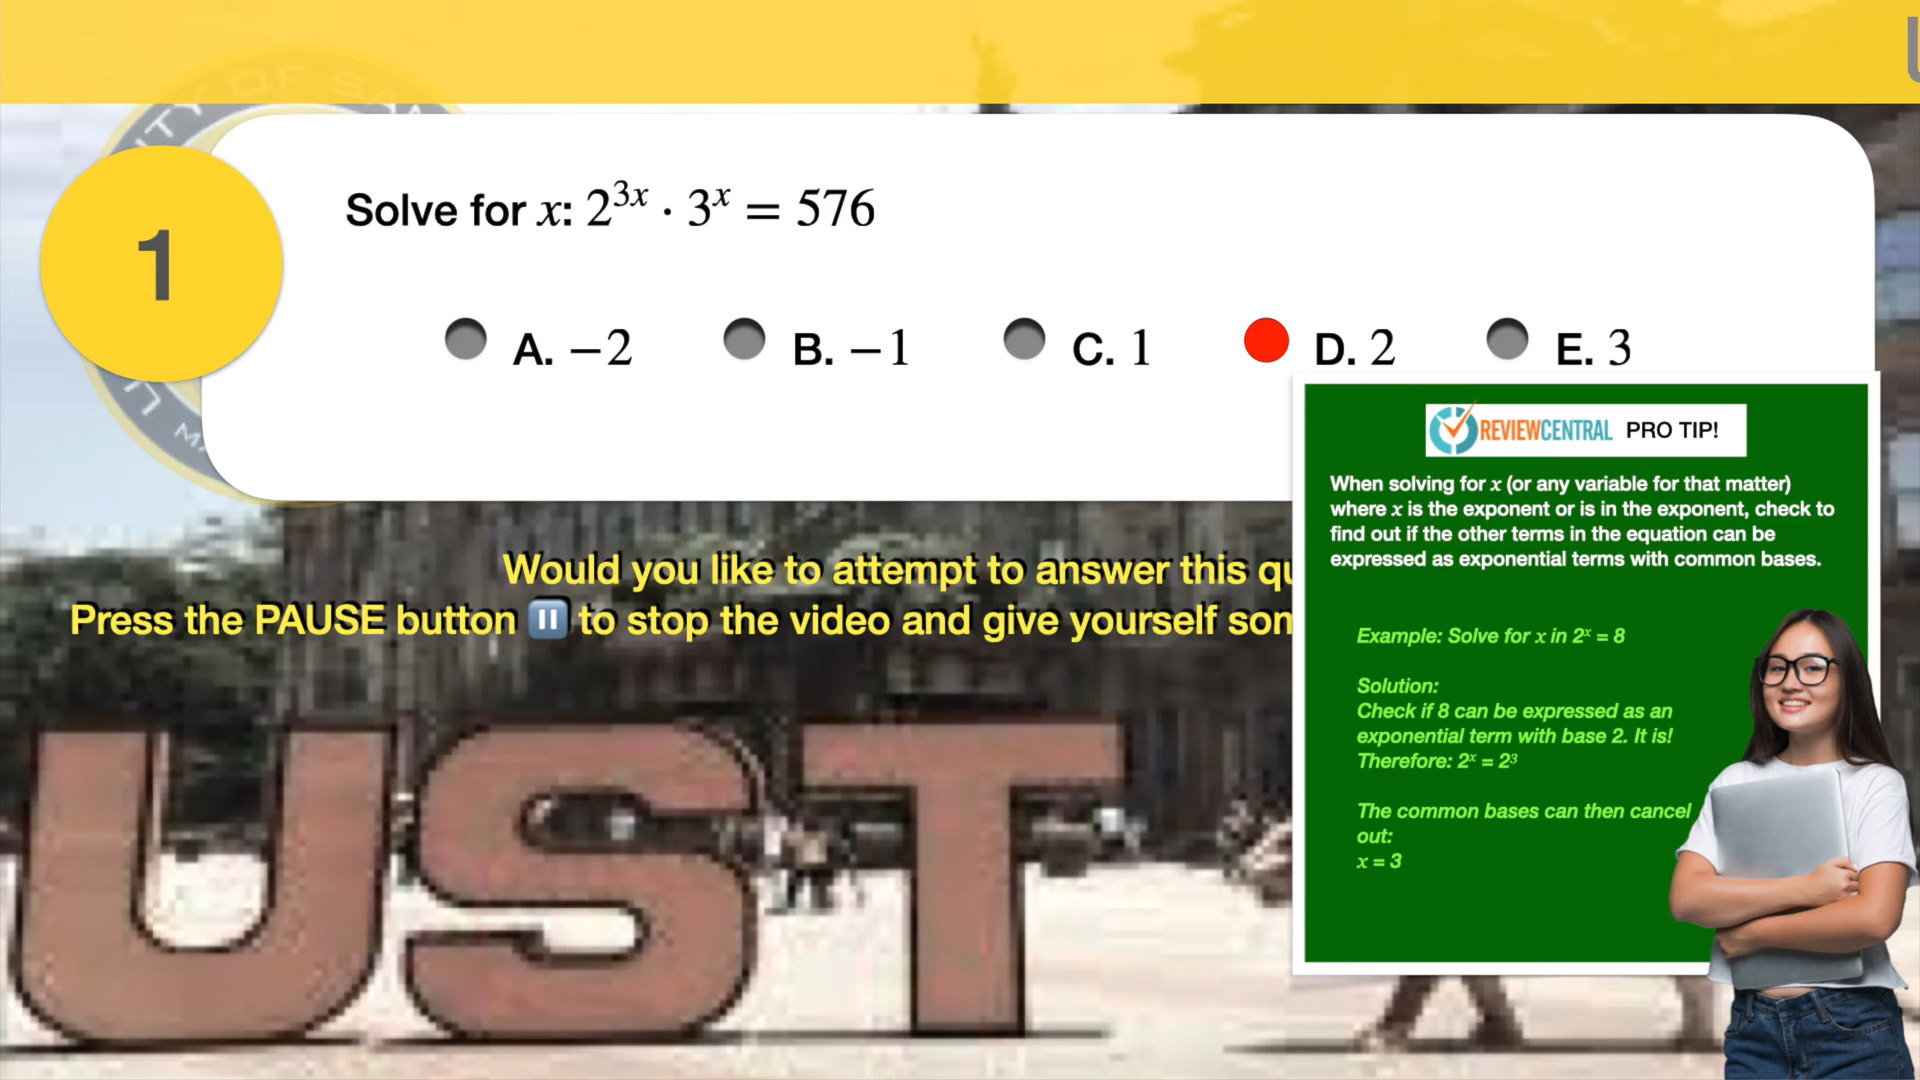 1
Solve for x: 2^{3x} · 3^x = 576
A. −2 B. −1 C. 1 D. 2 E. 3
REVIEWCENTRAL PRO TIP!
When solving for x (or any variable for that matter)
where x is the exponent or is in the exponent, check to
find out if the other terms in the equation can be
expressed as exponential terms with common bases.
Example: Solve for x in 2^x = 8
Solution:
Check if 8 can be expressed as an
exponential term with base 2. It is!
Therefore: 2^x = 2^3
The common bases can then cancel
out:
x = 3
Would you like to attempt to answer this
Press the PAUSE button to stop the video and give yourself
UST